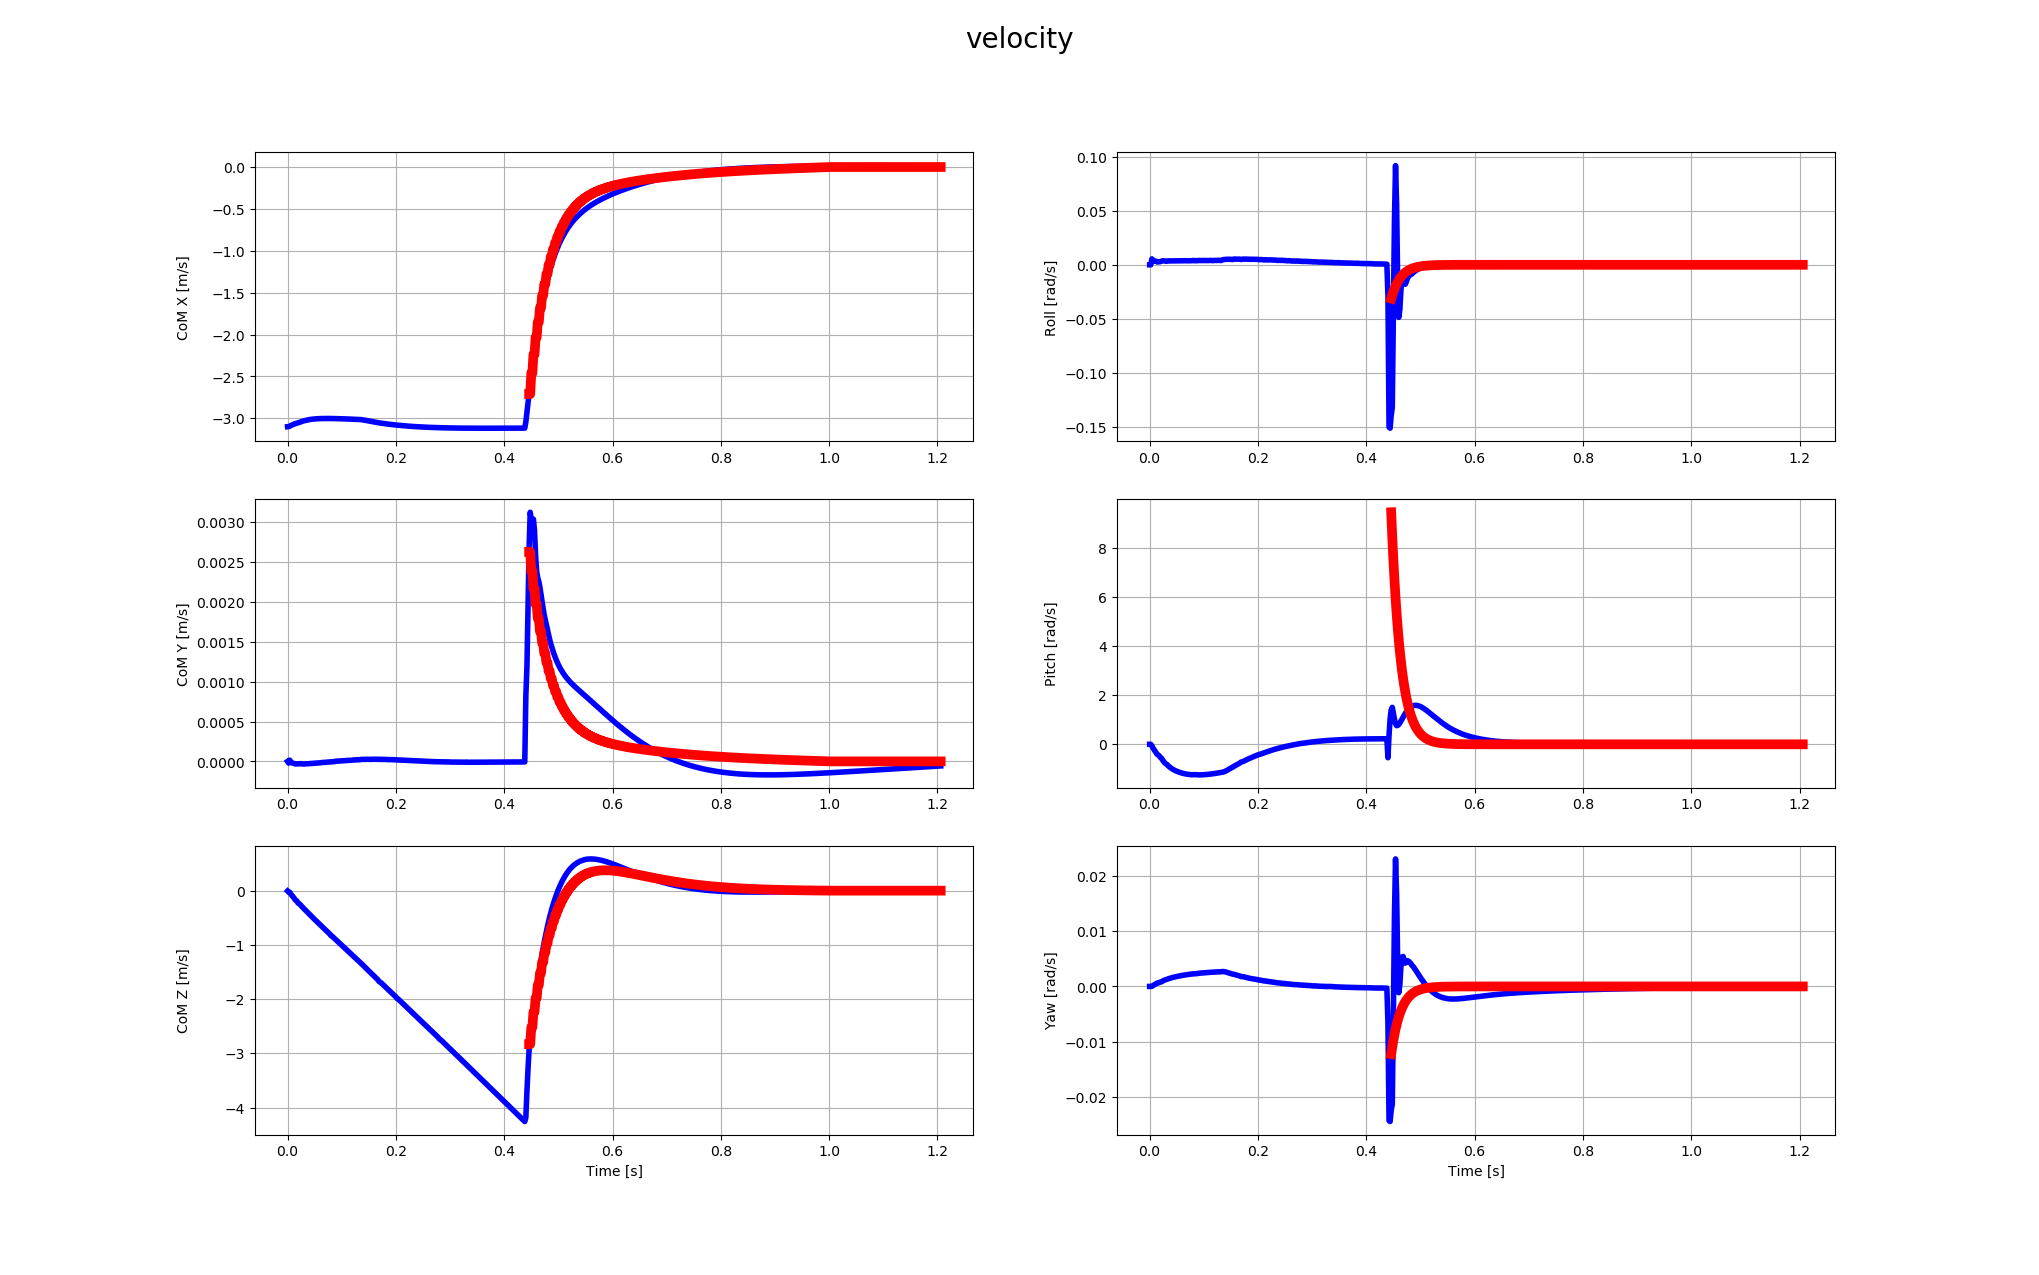 velocity
CoM X [m/s]
0.0
−0.5
−1.0
−1.5
−2.0
−2.5
−3.0
0.0 0.2 0.4 0.6 0.8 1.0 1.2
Roll [rad/s]
0.10
0.05
0.00
−0.05
−0.10
−0.15
0.0 0.2 0.4 0.6 0.8 1.0 1.2
CoM Y [m/s]
0.0030
0.0025
0.0020
0.0015
0.0010
0.0005
0.0000
0.0 0.2 0.4 0.6 0.8 1.0 1.2
Pitch [rad/s]
8
6
4
2
0
0.0 0.2 0.4 0.6 0.8 1.0 1.2
CoM Z [m/s]
0
−1
−2
−3
−4
0.0 0.2 0.4 0.6 0.8 1.0 1.2
Time [s]
Yaw [rad/s]
0.02
0.01
0.00
−0.01
−0.02
0.0 0.2 0.4 0.6 0.8 1.0 1.2
Time [s]